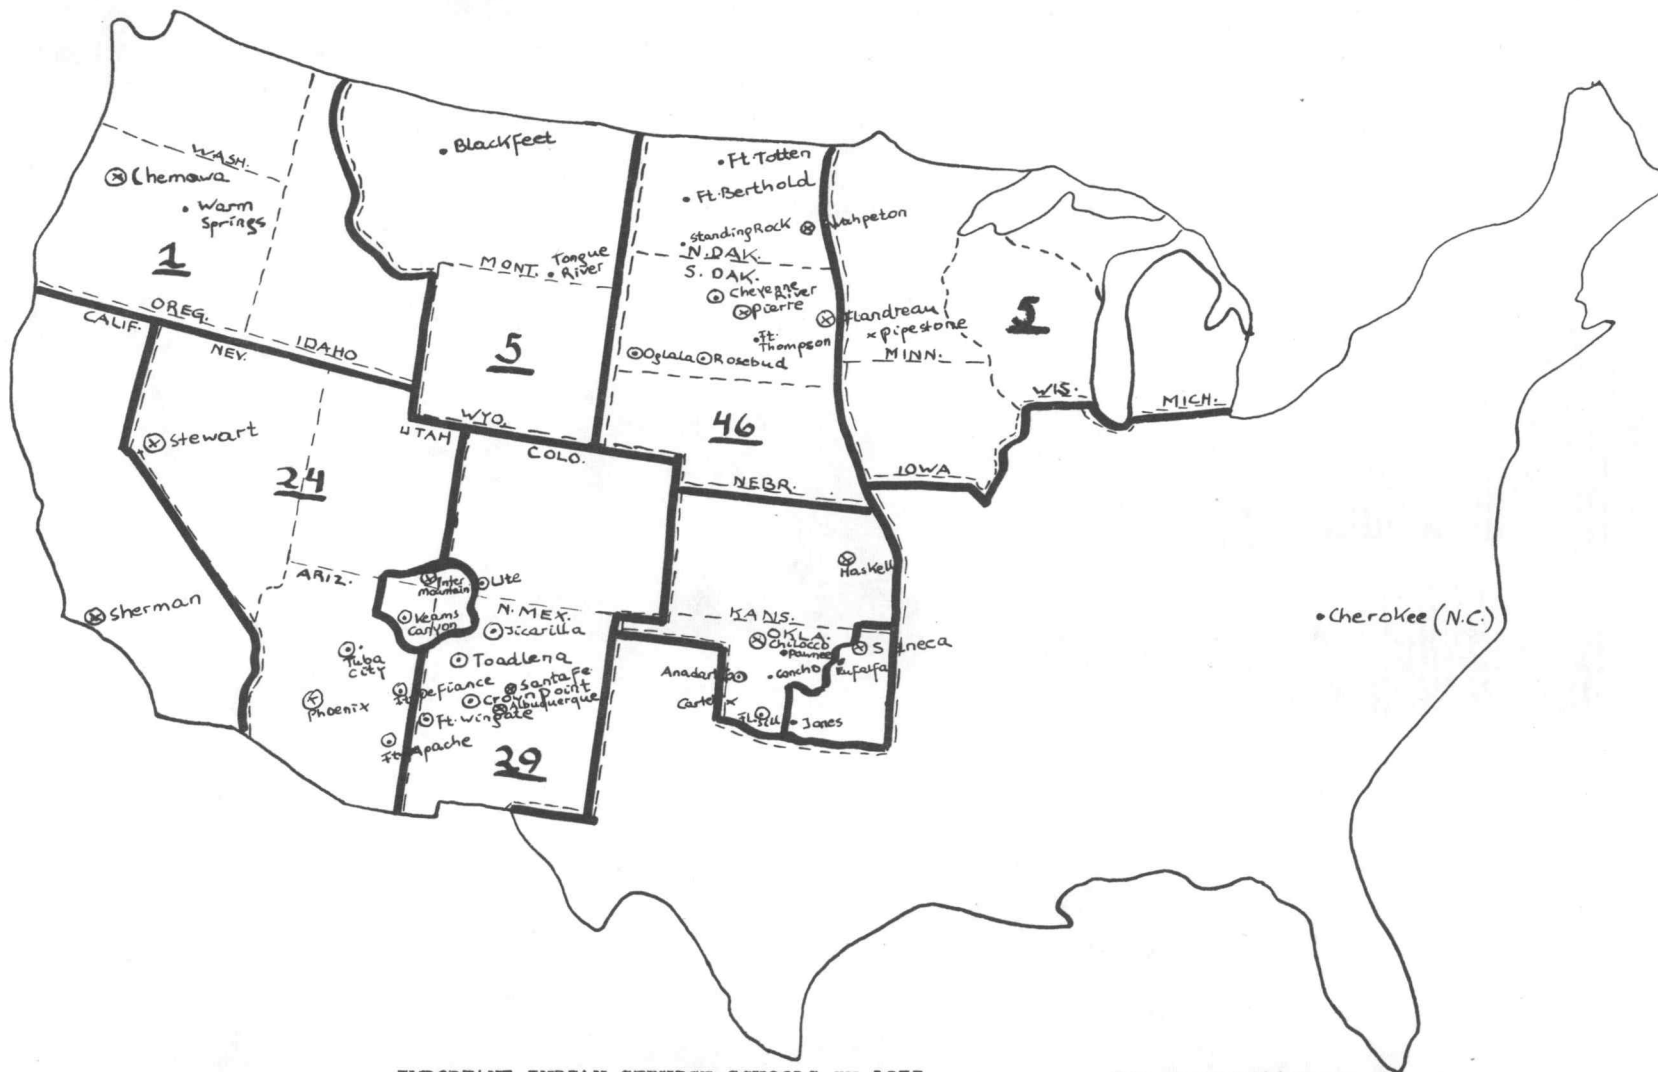 Blackfeet
Ft. Totten
Ft. Berthold
WASH.
Chemawa
Warm
Springs
Standing Rock
Wahpeton
N. DAK.
S. DAK.
MONT.
Tongue
River
1
Cheyenne
River
Pierre
Flandreau
Pipestone
5
OREG.
CALIF.
NEV.
IDAHO
5
Ft.
Thompson
Oglala
Rosebud
MINN.
WIS.
MICH.
WYO.
UTAH
COLO.
46
Stewart
24
NEBR.
IOWA
Haskell
ARIZ.
Inter
mountain
Ute
Keams
Canyon
N. MEX.
Jicarilla
KANS.
OKLA.
Chilocco
Pawnee
Seneca
Sherman
Cherokee (N.C.)
Tuba
City
Toadlena
Santa Fe
Ft. Defiance
Crown Point
Albuquerque
Phoenix
Ft. Wingate
Ft. Apache
29
Concho
Eufalfa
Carter
Ft. Sill
Jones